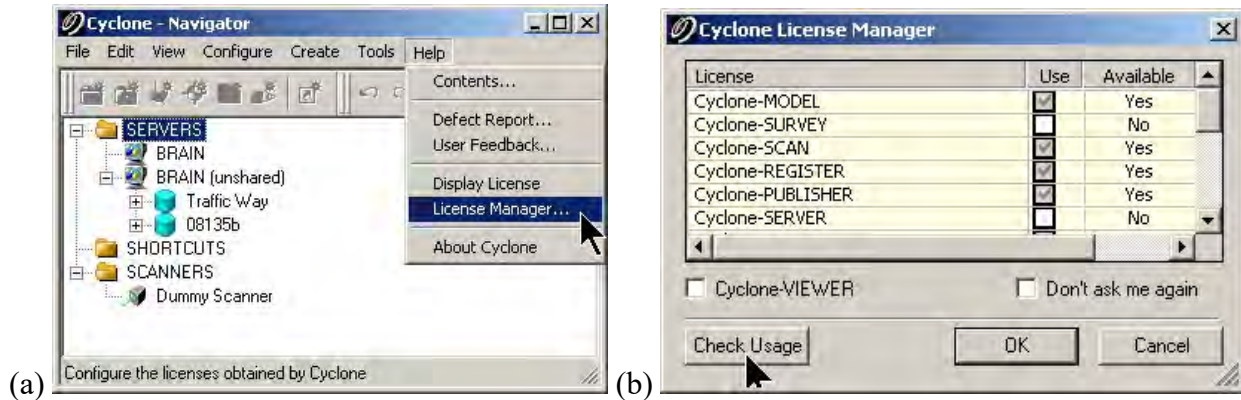 Cyclone - Navigator
File Edit View Configure Create Tools Help
Contents...
Defect Report...
User Feedback...
Display License
License Manager...
About Cyclone
SERVERS
BRAIN
BRAIN (unshared)
Traffic Way
08135b
SHORTCUTS
SCANNERS
Dummy Scanner
Configure the licenses obtained by Cyclone
(a)
Cyclone License Manager
License Use Available
Cyclone-MODEL Yes
Cyclone-SURVEY No
Cyclone-SCAN Yes
Cyclone-REGISTER Yes
Cyclone-PUBLISHER Yes
Cyclone-SERVER No
Cyclone-VIEWER Don't ask me again
Check Usage OK Cancel
(b)